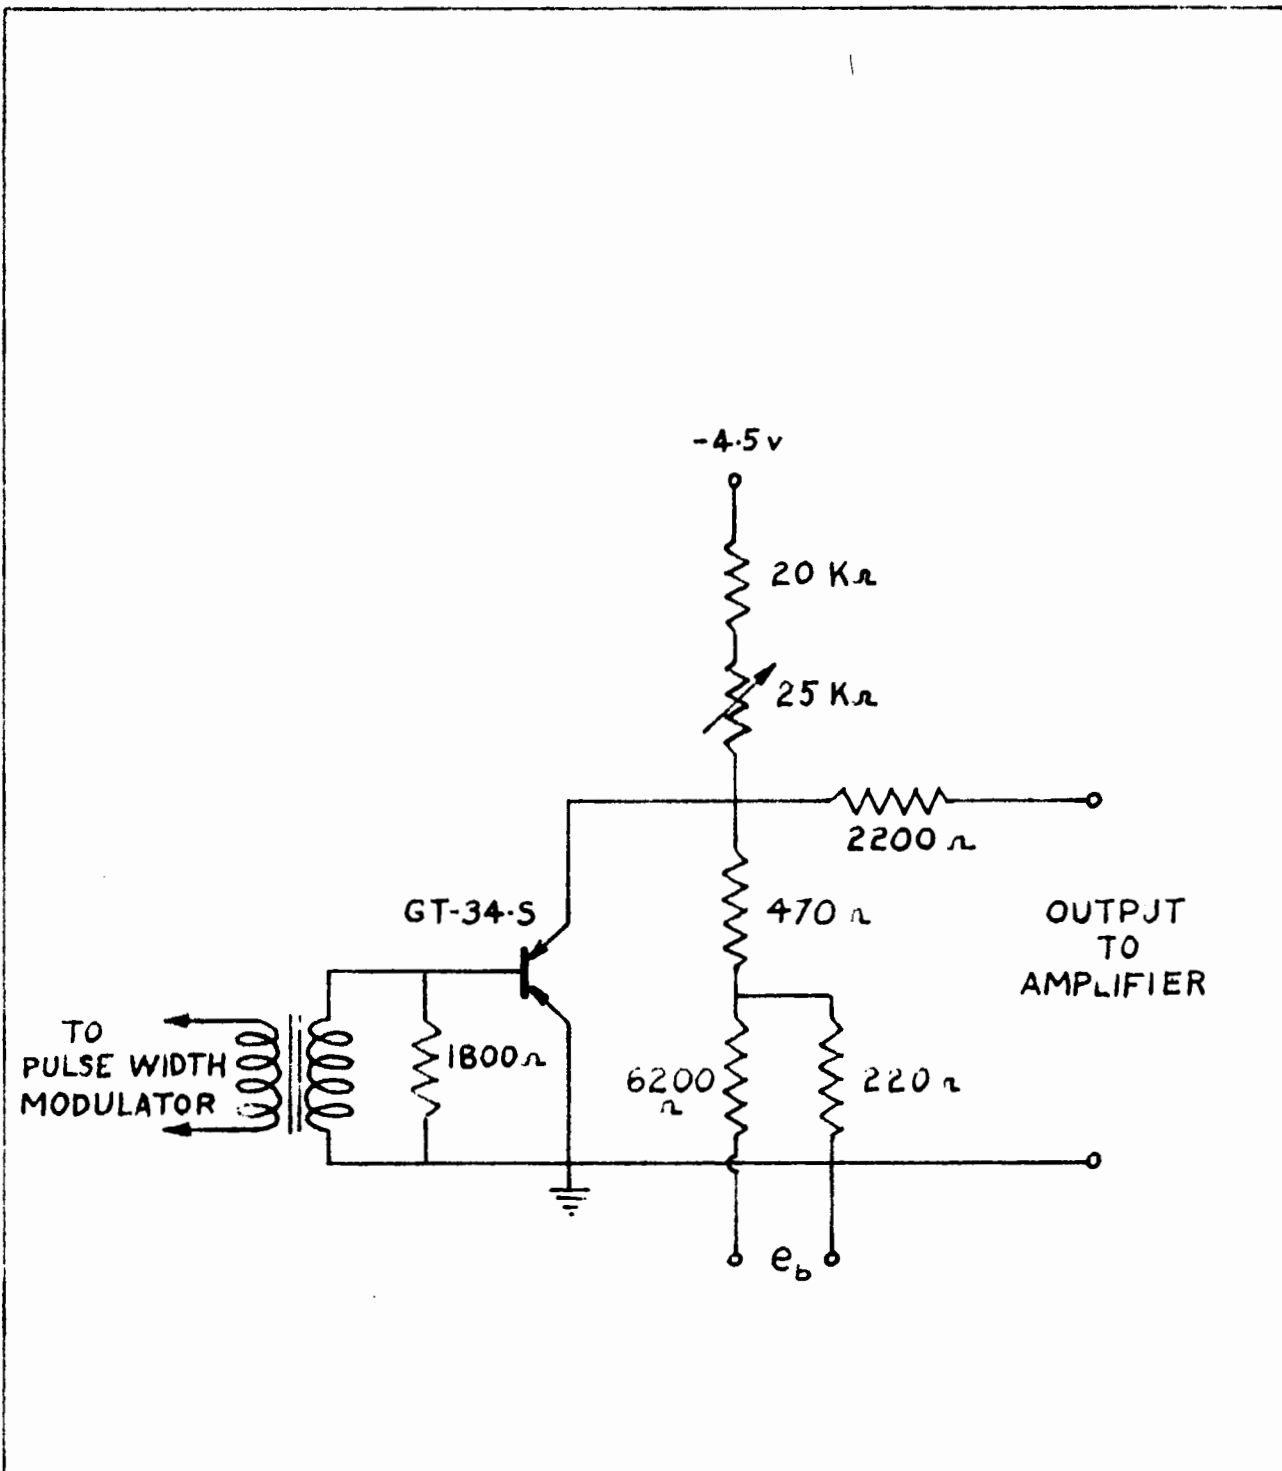 -4.5 v
20 KΩ
25 KΩ
2200 Ω
GT-34-S
470 Ω
OUTPUT
TO
AMPLIFIER
TO
PULSE WIDTH
MODULATOR
1800 Ω
6200
Ω
220 Ω
e_b